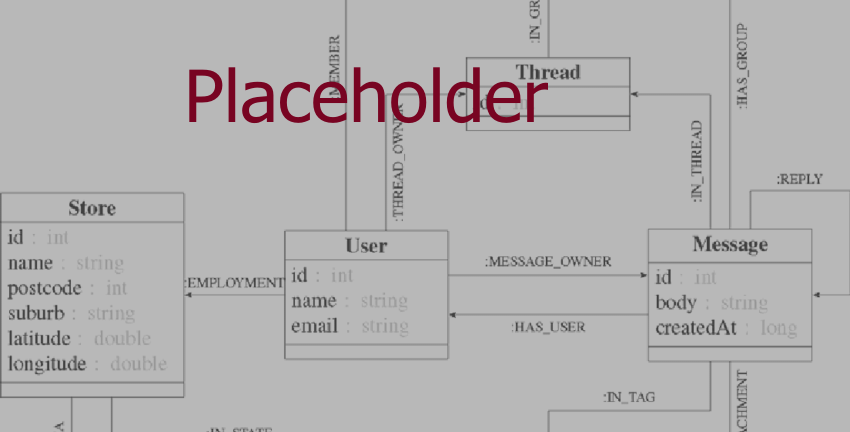 :IN_GR
:HAS_GROUP
:MEMBER
Thread
Placeholder
:THREAD_OWNER
:IN_THREAD
:REPLY
Store
id : int
name : string
postcode : int
suburb : string
latitude : double
longitude : double
:EMPLOYMENT
User
id : int
name : string
email : string
:MESSAGE_OWNER
:HAS_USER
Message
id : int
body : string
createdAt : long
:IN_TAG
ACHMENT
:IN_STATE
A